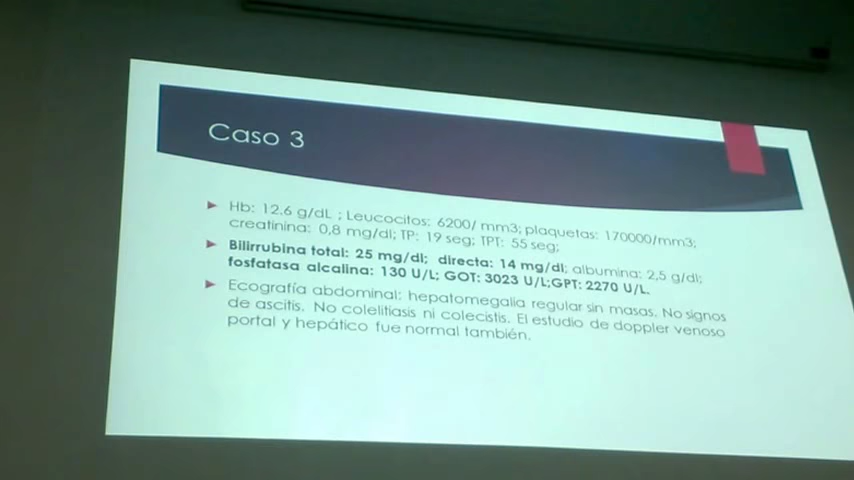 Caso 3
Hb: 12.6 g/dL ; Leucocitos: 6200/ mm3; plaquetas: 170000/mm3;
creatinina: 0,8 mg/dl; TP: 19 seg; TPT: 55 seg;
Bilirrubina total: 25 mg/dl; directa: 14 mg/dl; albumina: 2,5 g/dl;
fosfatasa alcalina: 130 U/L; GOT: 3023 U/L;GPT: 2270 U/L.
Ecografía abdominal: hepatomegalia regular sin masas. No signos
de ascitis. No colelitiasis ni colecistis. El estudio de doppler venoso
portal y hepático fue normal también.